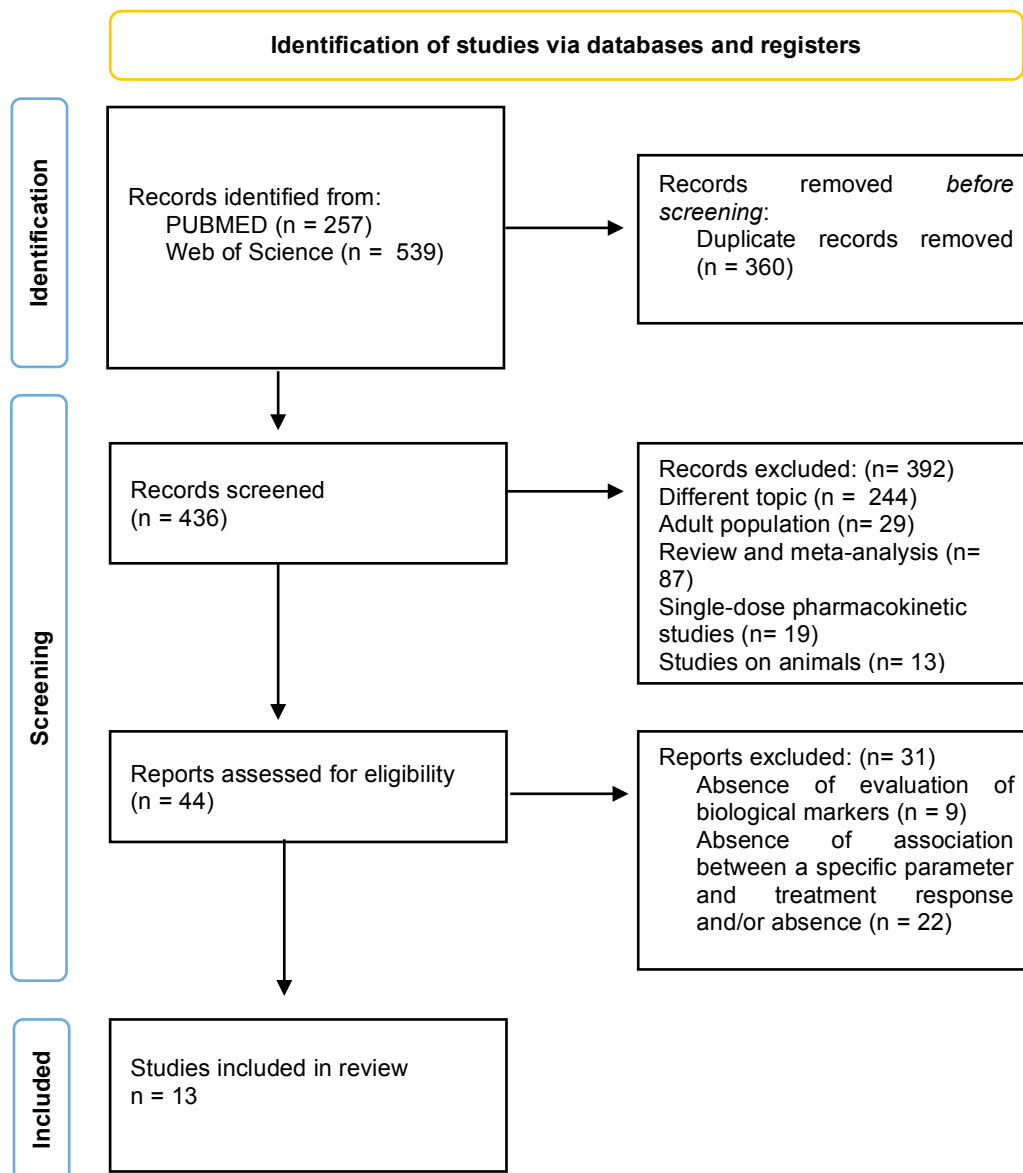 Identification of studies via databases and registers
Identification
Records identified from:
PUBMED (n = 257)
Web of Science (n = 539)
Records removed before
screening:
Duplicate records removed
(n = 360)
Screening
Records screened
(n = 436)
Records excluded: (n= 392)
Different topic (n = 244)
Adult population (n= 29)
Review and meta-analysis (n=
87)
Single-dose pharmacokinetic
studies (n= 19)
Studies on animals (n= 13)
Reports assessed for eligibility
(n = 44)
Reports excluded: (n= 31)
Absence of evaluation of
biological markers (n = 9)
Absence of association
between a specific parameter
and treatment response
and/or absence (n = 22)
Included
Studies included in review
n = 13